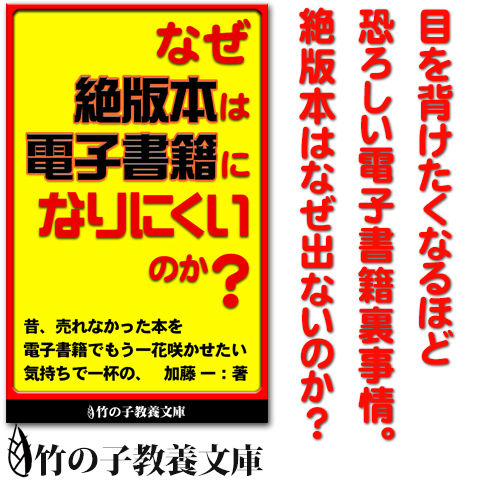 目を背けたくなるほど
恐ろしい電子書籍裏事情。
絶版本はなぜ出ないのか?
なぜ
絶版本は
電子書籍に
なりにくい
のか?
昔、売れなかった本を
電子書籍でもう一花咲かせたい
気持ちで一杯の、 加藤 一:著
竹の子教養文庫
竹の子教養文庫